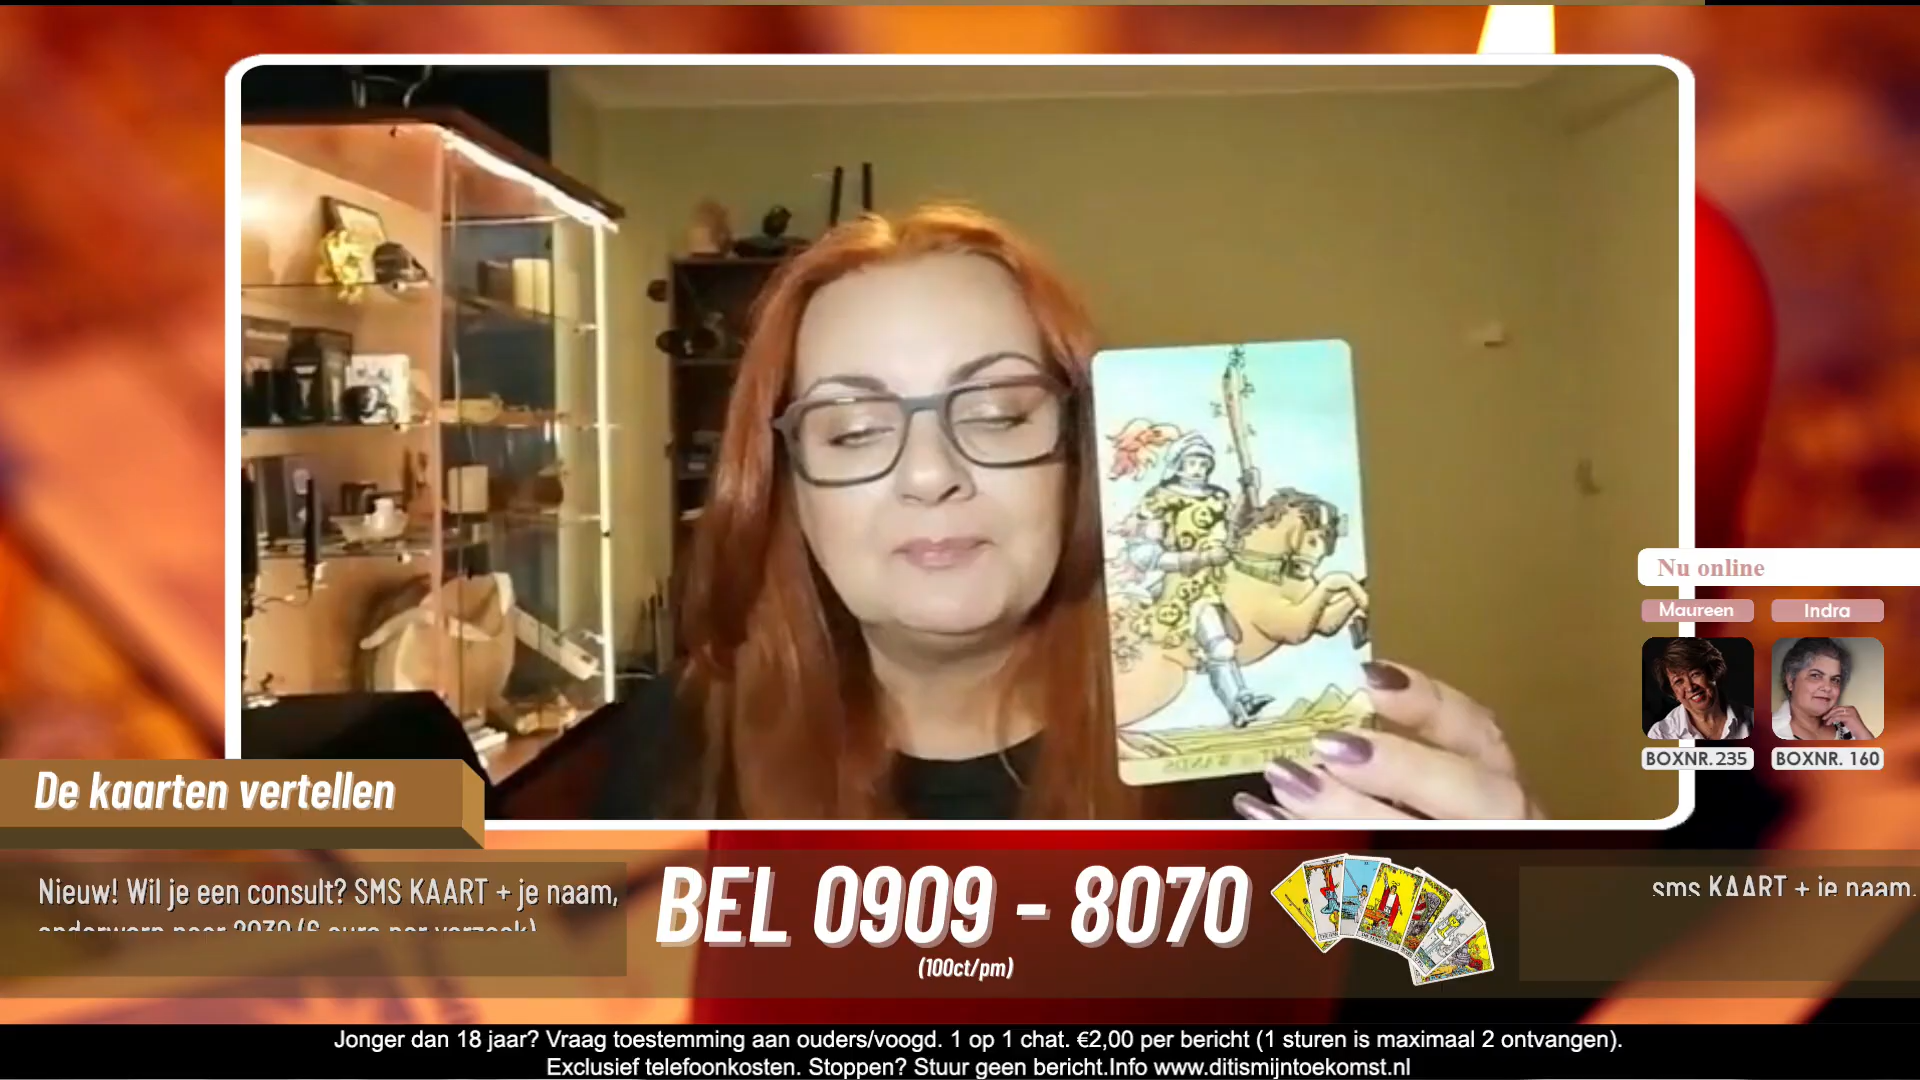 Nu online
Maureen
Indra
BOXNR.235
BOXNR. 160
De kaarten vertellen
Nieuw! Wil je een consult? SMS KAART + je naam,
BEL 0909 - 8070
(100ct/pm)
sms KAART + je naam,
Jonger dan 18 jaar? Vraag toestemming aan ouders/voogd. 1 op 1 chat. €2,00 per bericht (1 sturen is maximaal 2 ontvangen).
Exclusief telefoonkosten. Stoppen? Stuur geen bericht.Info www.ditismijntoekomst.nl